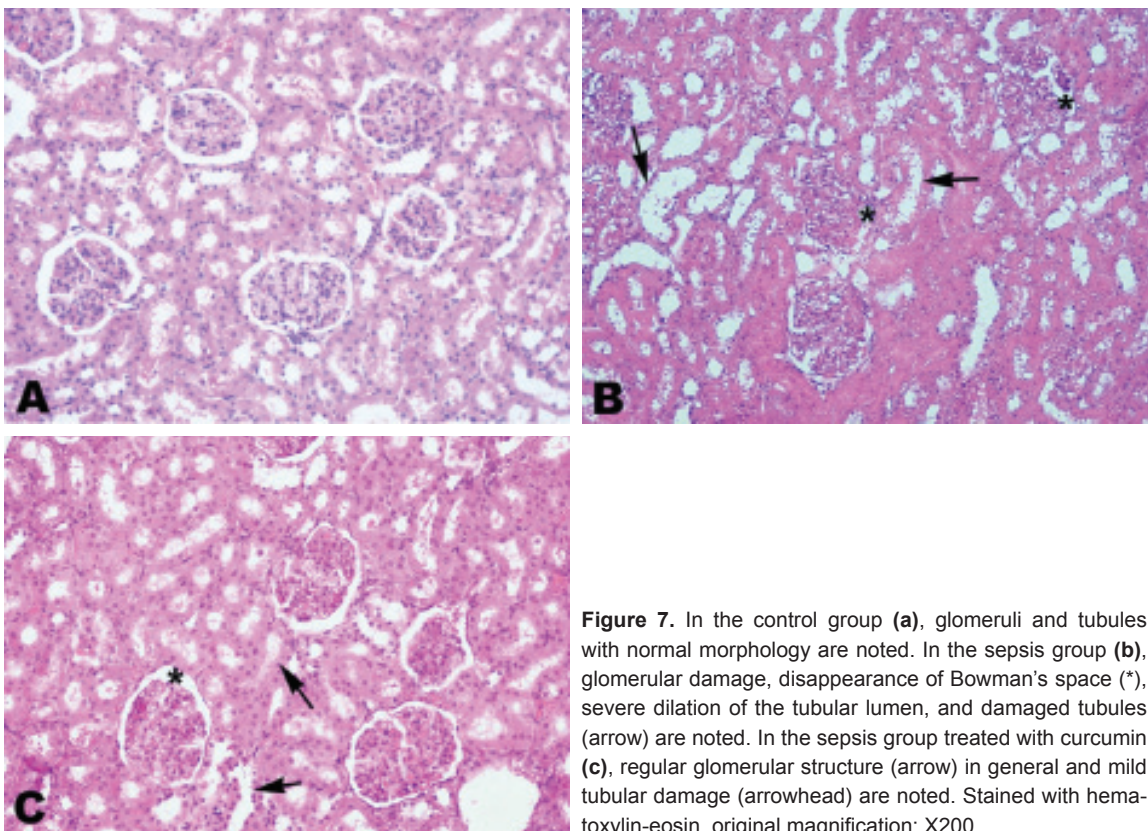 A
B
C
*
*
*
Figure 7. In the control group (a), glomeruli and tubules
with normal morphology are noted. In the sepsis group (b),
glomerular damage, disappearance of Bowman's space (*),
severe dilation of the tubular lumen, and damaged tubules
(arrow) are noted. In the sepsis group treated with curcumin
(c), regular glomerular structure (arrow) in general and mild
tubular damage (arrowhead) are noted. Stained with hema-
toxylin-eosin, original magnification: X200